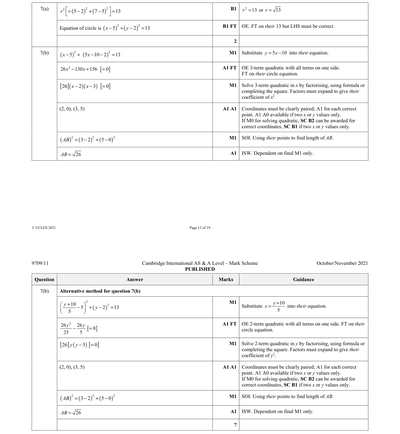 7(a)
r² [= (5 − 2)² + (7 − 5)²] = 13
B1
r² = 13 or r = √13
Equation of circle is (x − 5)² + (y − 2)² = 13
B1 FT
OE. FT on their 13 but LHS must be correct.
2
7(b)
(x − 5)² + (5x − 10 − 2)² = 13
M1
Substitute y = 5x − 10 into their equation.
26x² − 130x + 156 [= 0]
A1 FT
OE 3-term quadratic with all terms on one side.
FT on their circle equation.
[26](x − 2)(x − 3) [= 0]
M1
Solve 3-term quadratic in x by factorising, using formula or
completing the square. Factors must expand to give their
coefficient of x².
(2, 0), (3, 5)
A1 A1
Coordinates must be clearly paired; A1 for each correct
point. A1 A0 available if two x or y values only.
If M0 for solving quadratic, SC B2 can be awarded for
correct coordinates, SC B1 if two x or y values only.
(AB)² = (3 − 2)² + (5 − 0)²
M1
SOI. Using their points to find length of AB.
AB = √26
A1
ISW. Dependent on final M1 only.
© UCLES 2021
Page 12 of 19
9709/11
Cambridge International AS & A Level – Mark Scheme
PUBLISHED
October/November 2021
Question
Answer
Marks
Guidance
7(b)
Alternative method for question 7(b)
((y + 10)/5 − 5)² + (y − 2)² = 13
M1
Substitute x = (y + 10)/5 into their equation.
26y²/25 − 26y/5 [= 0]
A1 FT
OE 2-term quadratic with all terms on one side. FT on their
circle equation.
[26] y (y − 5) [= 0]
M1
Solve 2-term quadratic in y by factorising, using formula or
completing the square. Factors must expand to give their
coefficient of y².
(2, 0), (3, 5)
A1 A1
Coordinates must be clearly paired; A1 for each correct
point. A1 A0 available if two x or y values only.
If M0 for solving quadratic, SC B2 can be awarded for
correct coordinates, SC B1 if two x or y values only.
(AB)² = (3 − 2)² + (5 − 0)²
M1
SOI. Using their points to find length of AB.
AB = √26
A1
ISW. Dependent on final M1 only.
7